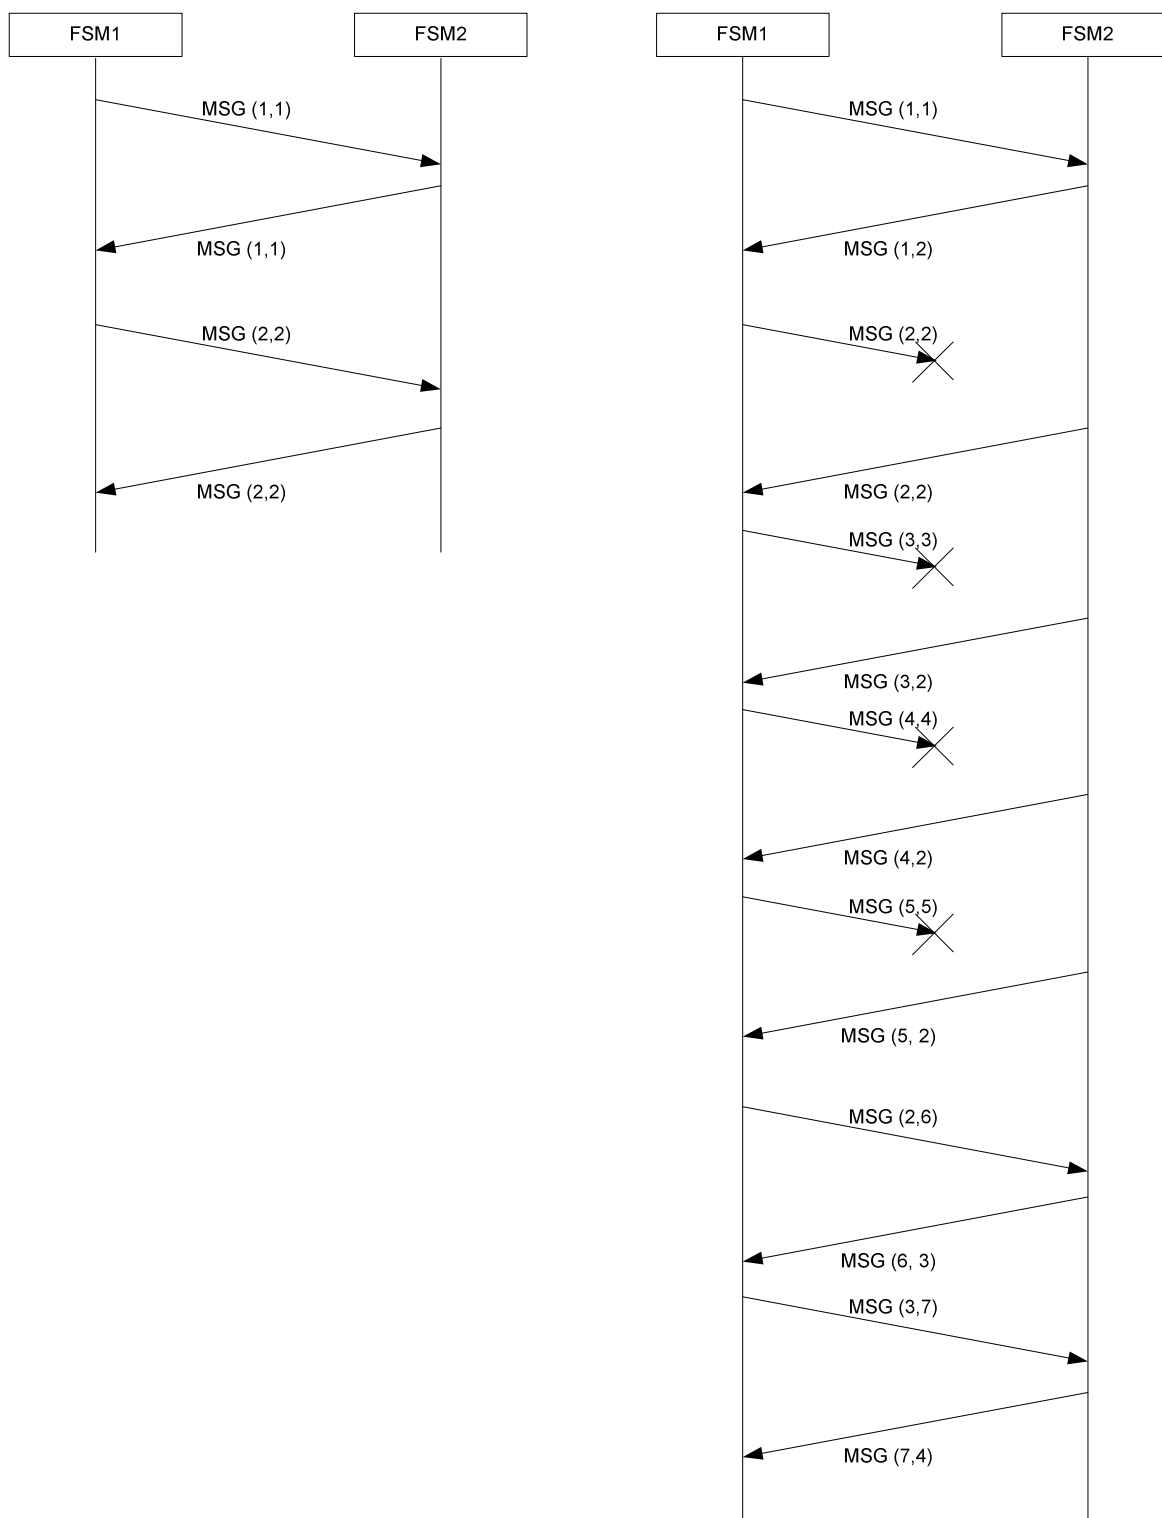 FSM1
FSM2
MSG (1,1)
MSG (1,1)
MSG (2,2)
MSG (2,2)
FSM1
FSM2
MSG (1,1)
MSG (1,2)
MSG (2,2)
MSG (2,2)
MSG (3,3)
MSG (3,2)
MSG (4,4)
MSG (4,2)
MSG (5,5)
MSG (5, 2)
MSG (2,6)
MSG (6, 3)
MSG (3,7)
MSG (7,4)